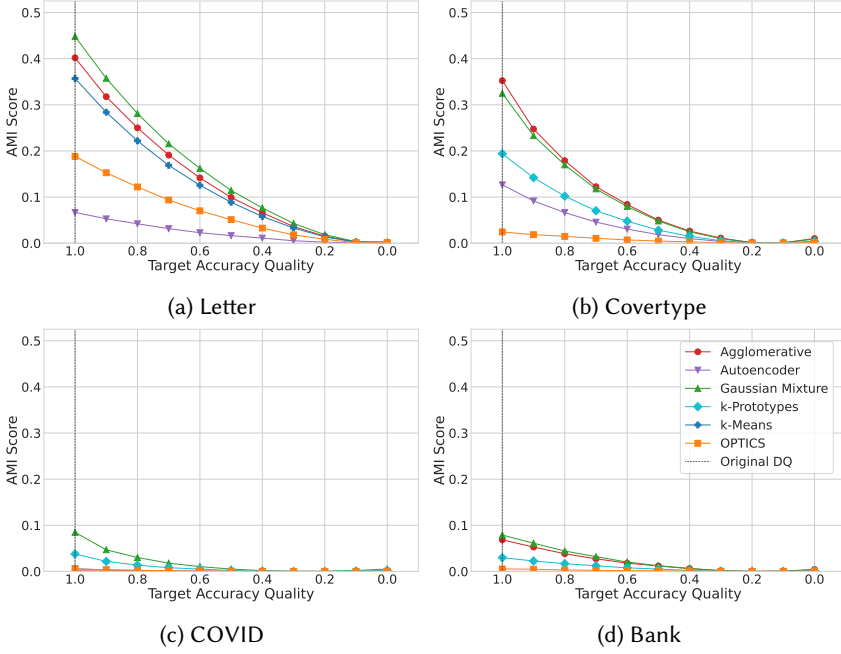 0.5
0.4
0.3
0.2
0.1
0.0
AMI Score
1.0 0.8 0.6 0.4 0.2 0.0
Target Accuracy Quality
(a) Letter
0.5
0.4
0.3
0.2
0.1
0.0
AMI Score
1.0 0.8 0.6 0.4 0.2 0.0
Target Accuracy Quality
(b) Covertype
0.5
0.4
0.3
0.2
0.1
0.0
AMI Score
1.0 0.8 0.6 0.4 0.2 0.0
Target Accuracy Quality
(c) COVID
0.5
0.4
0.3
0.2
0.1
0.0
AMI Score
Agglomerative
Autoencoder
Gaussian Mixture
k-Prototypes
k-Means
OPTICS
Original DQ
1.0 0.8 0.6 0.4 0.2 0.0
Target Accuracy Quality
(d) Bank